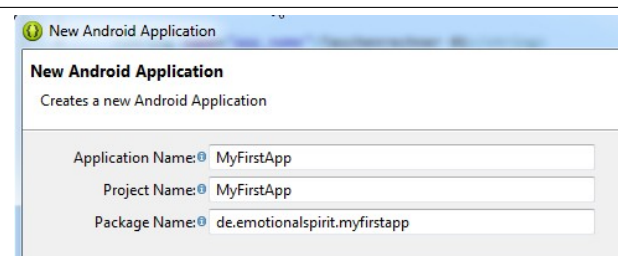 New Android Application
New Android Application
Creates a new Android Application
Application Name: MyFirstApp
Project Name: MyFirstApp
Package Name: de.emotionalspirit.myfirstapp